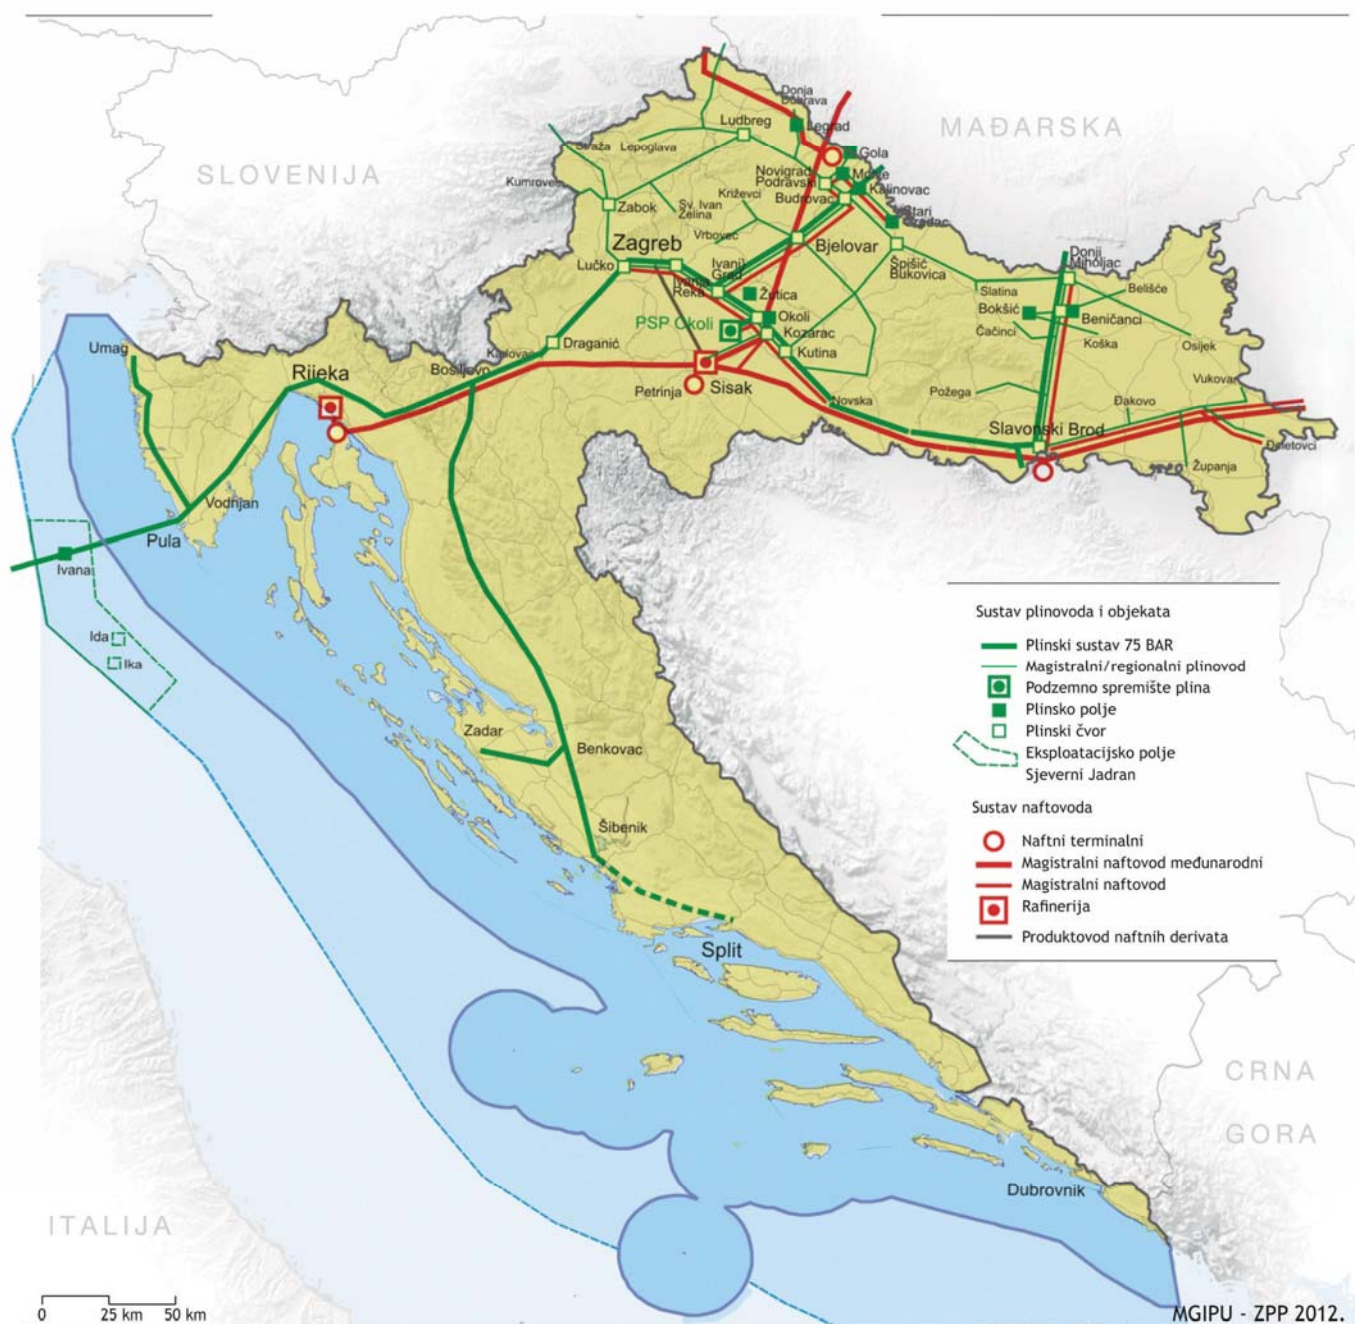 SLOVENIJA
MAĐARSKA
Donja
Dobrava
Legrad
Ludbreg
Lepoglava
Straža
Gola
Novigrad
Podravski
Kalinovac
Kumrovec
Križevci
Budrovac
Zabok
Sv. Ivan
Zelina
Stari
Gradac
Vrbovec
Bjelovar
Zagreb
Lučko
Ivanić
Grad
Ivanja
Reka
Žutica
Špišić
Bukovica
Donji
Miholjac
Slatina
Belišće
Bokšić
Beničanci
PSP Okoli
Okoli
Kozarac
Čačinci
Koška
Osijek
Umag
Draganić
Karlovac
Bosiljevo
Kutina
Rijeka
Petrinja
Sisak
Novska
Požega
Vukovar
Đakovo
Slavonski Brod
Đeletovci
Županja
Vodnjan
Pula
Ivana
Ida
Ika
Zadar
Benkovac
Šibenik
Split
Dubrovnik
Sustav plinovoda i objekata
Plinski sustav 75 BAR
Magistralni/regionalni plinovod
Podzemno spremište plina
Plinsko polje
Plinski čvor
Eksploatacijsko polje
Sjeverni Jadran
Sustav naftovoda
Naftni terminalni
Magistralni naftovod međunarodni
Magistralni naftovod
Rafinerija
Produktovod naftnih derivata
CRNA
GORA
ITALIJA
0 25 km 50 km
MGIPU - ZPP 2012.